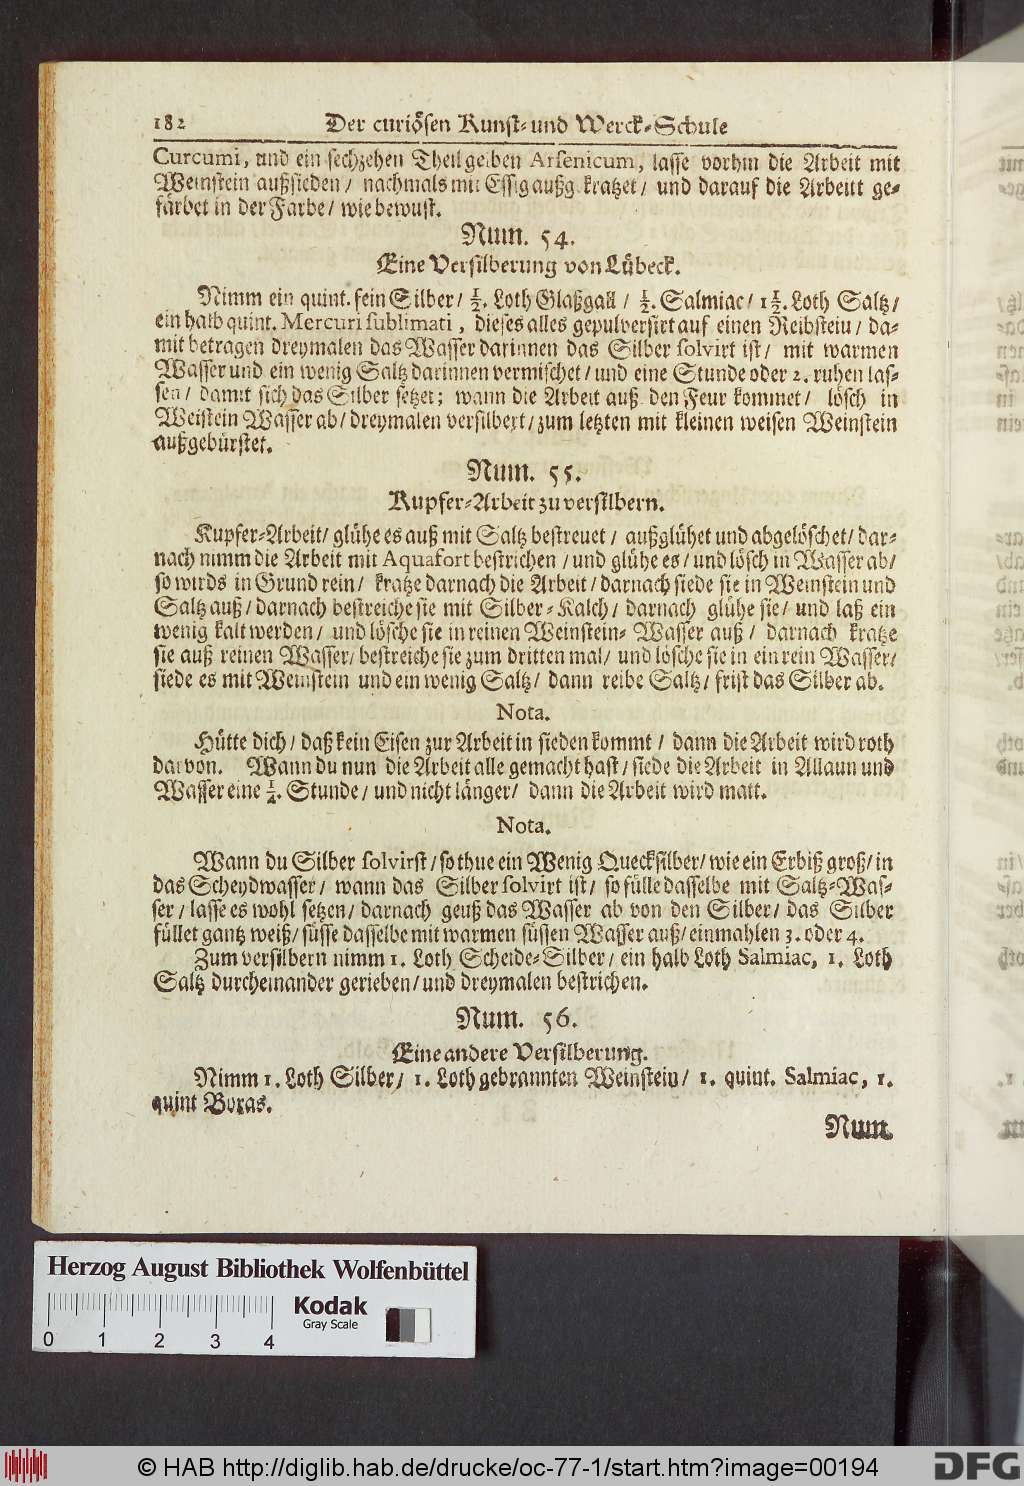 182 Der curiösen Kunst- und Werck-Schule
Curcumi, und ein sechzehen Theil gelben Arsenicum, lasse vorhin die Arbeit mit
Weinstein außsieden / nachmals mit Essig außg. kratzet / und darauf die Arbeitt ge-
färbet in der Farbe / wie bewust.
Num. 54.
Eine Versilberung von Lübeck.
Nimm ein quint. fein Silber / ½. Loth Glaßgall / ½. Salmiac / 1½. Loth Saltz /
ein halb quint. Mercuri sublimati, dieses alles gepulversirt auf einen Reibstein / da-
mit betragen dreymalen das Wasser darinnen das Silber solvirt ist / mit warmen
Wasser und ein wenig Saltz darinnen vermischet / und eine Stunde oder 2. ruhen las-
sen / damit sich das Silber setzet; wann die Arbeit auß den Feur kommet / lösch in
Weistein Wasser ab / dreymalen versilbert / zum letzten mit kleinen weisen Weinstein
außgebürstet.
Num. 55.
Kupfer-Arbeit zu versilbern.
Kupfer-Arbeit / glühe es auß mit Saltz bestreuet / außglühet und abgelöschet / dar-
nach nimm die Arbeit mit Aquafort bestrichen / und glühe es / und lösch in Wasser ab /
so wirds in Grund rein / kratze darnach die Arbeit / darnach siede sie in Weinstein und
Saltz auß / darnach bestreiche sie mit Silber-Kalch / darnach glühe sie / und laß ein
wenig kalt werden / und lösche sie in reinen Weinstein-Wasser auß / darnach kratze
sie auß reinen Wasser / bestreiche sie zum dritten mal / und lösche sie in ein rein Wasser /
siede es mit Weinstein und ein wenig Saltz / dann reibe Saltz / frist das Silber ab.
Nota.
Hütte dich / daß kein Eisen zur Arbeit in sieden kommt / dann die Arbeit wird roth
darvon. Wann du nun die Arbeit alle gemacht hast / siede die Arbeit in Allaun und
Wasser eine ¼. Stunde / und nicht länger / dann die Arbeit wird matt.
Nota.
Wann du Silber solvirst / so thue ein Wenig Quecksilber / wie ein Erbiß groß / in
das Scheydwasser / wann das Silber solvirt ist / so fülle dasselbe mit Saltz-Was-
ser / lasse es wohl setzen / darnach geuß das Wasser ab von den Silber / das Silber
füllet gantz weiß / süsse dasselbe mit warmen süssen Wasser auß / einmahlen 3. oder 4.
Zum versilbern nimm 1. Loth Scheide-Silber / ein halb Loth Salmiac, 1. Loth
Saltz durcheinander gerieben / und dreymalen bestrichen.
Num. 56.
Eine andere Versilberung.
Nimm 1. Loth Silber / 1. Loth gebrannten Weinstein / 1. quint. Salmiac, 1.
quint Boras.
Num.
Herzog August Bibliothek Wolfenbüttel
Kodak
Gray Scale
0 1 2 3 4
© HAB http://diglib.hab.de/drucke/oc-77-1/start.htm?image=00194
DFG